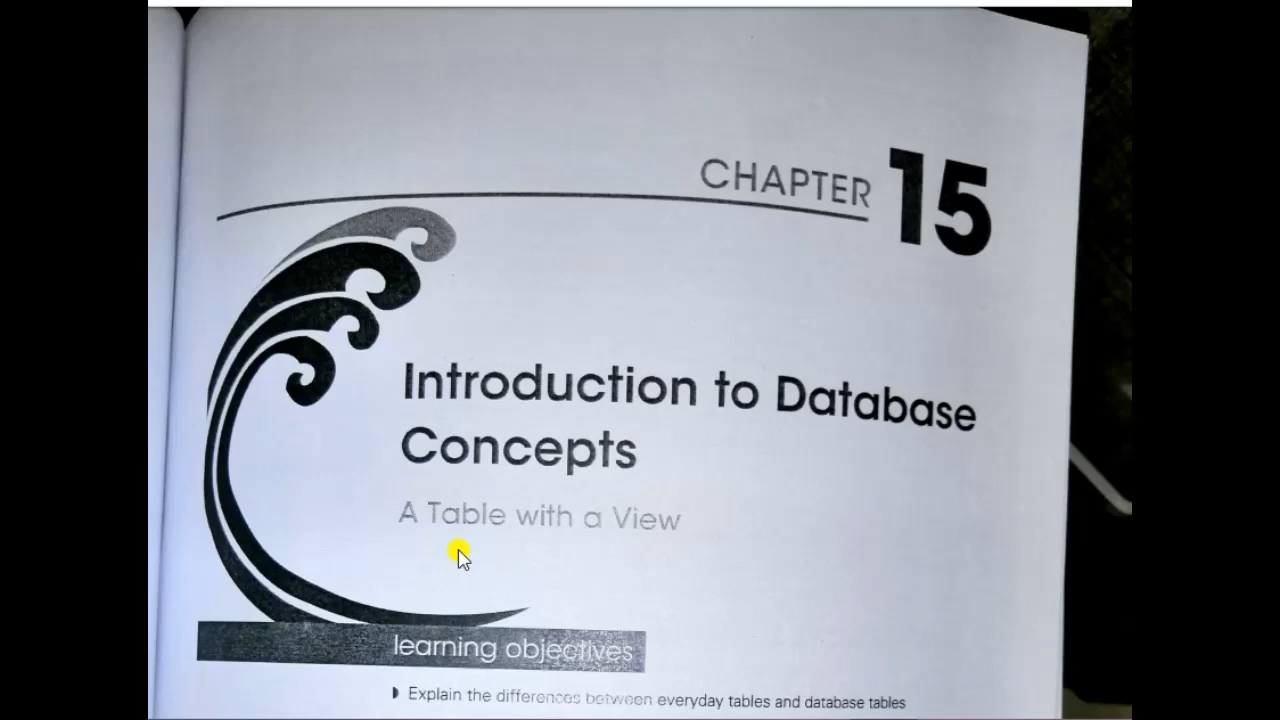 CHAPTER 15
Introduction to Database
Concepts
A Table with a View
learning objectives
Explain the differences between everyday tables and database tables